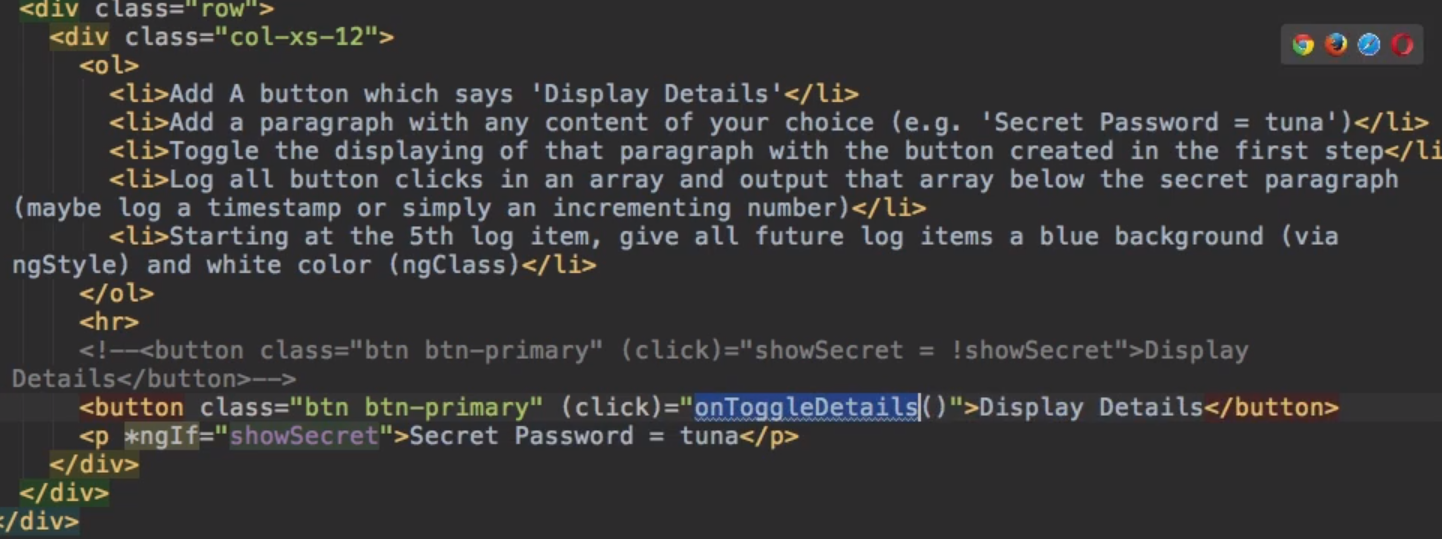 <div class="row">
<div class="col-xs-12">
<ol>
<li>Add A button which says 'Display Details'</li>
<li>Add a paragraph with any content of your choice (e.g. 'Secret Password = tuna')</li>
<li>Toggle the displaying of that paragraph with the button created in the first step</li
<li>Log all button clicks in an array and output that array below the secret paragraph
(maybe log a timestamp or simply an incrementing number)</li>
<li>Starting at the 5th log item, give all future log items a blue background (via
ngStyle) and white color (ngClass)</li>
</ol>
<hr>
<!--<button class="btn btn-primary" (click)="showSecret = !showSecret">Display
Details</button>-->
<button class="btn btn-primary" (click)="onToggleDetails()">Display Details</button>
<p *ngIf="showSecret">Secret Password = tuna</p>
</div>
</div>
</div>